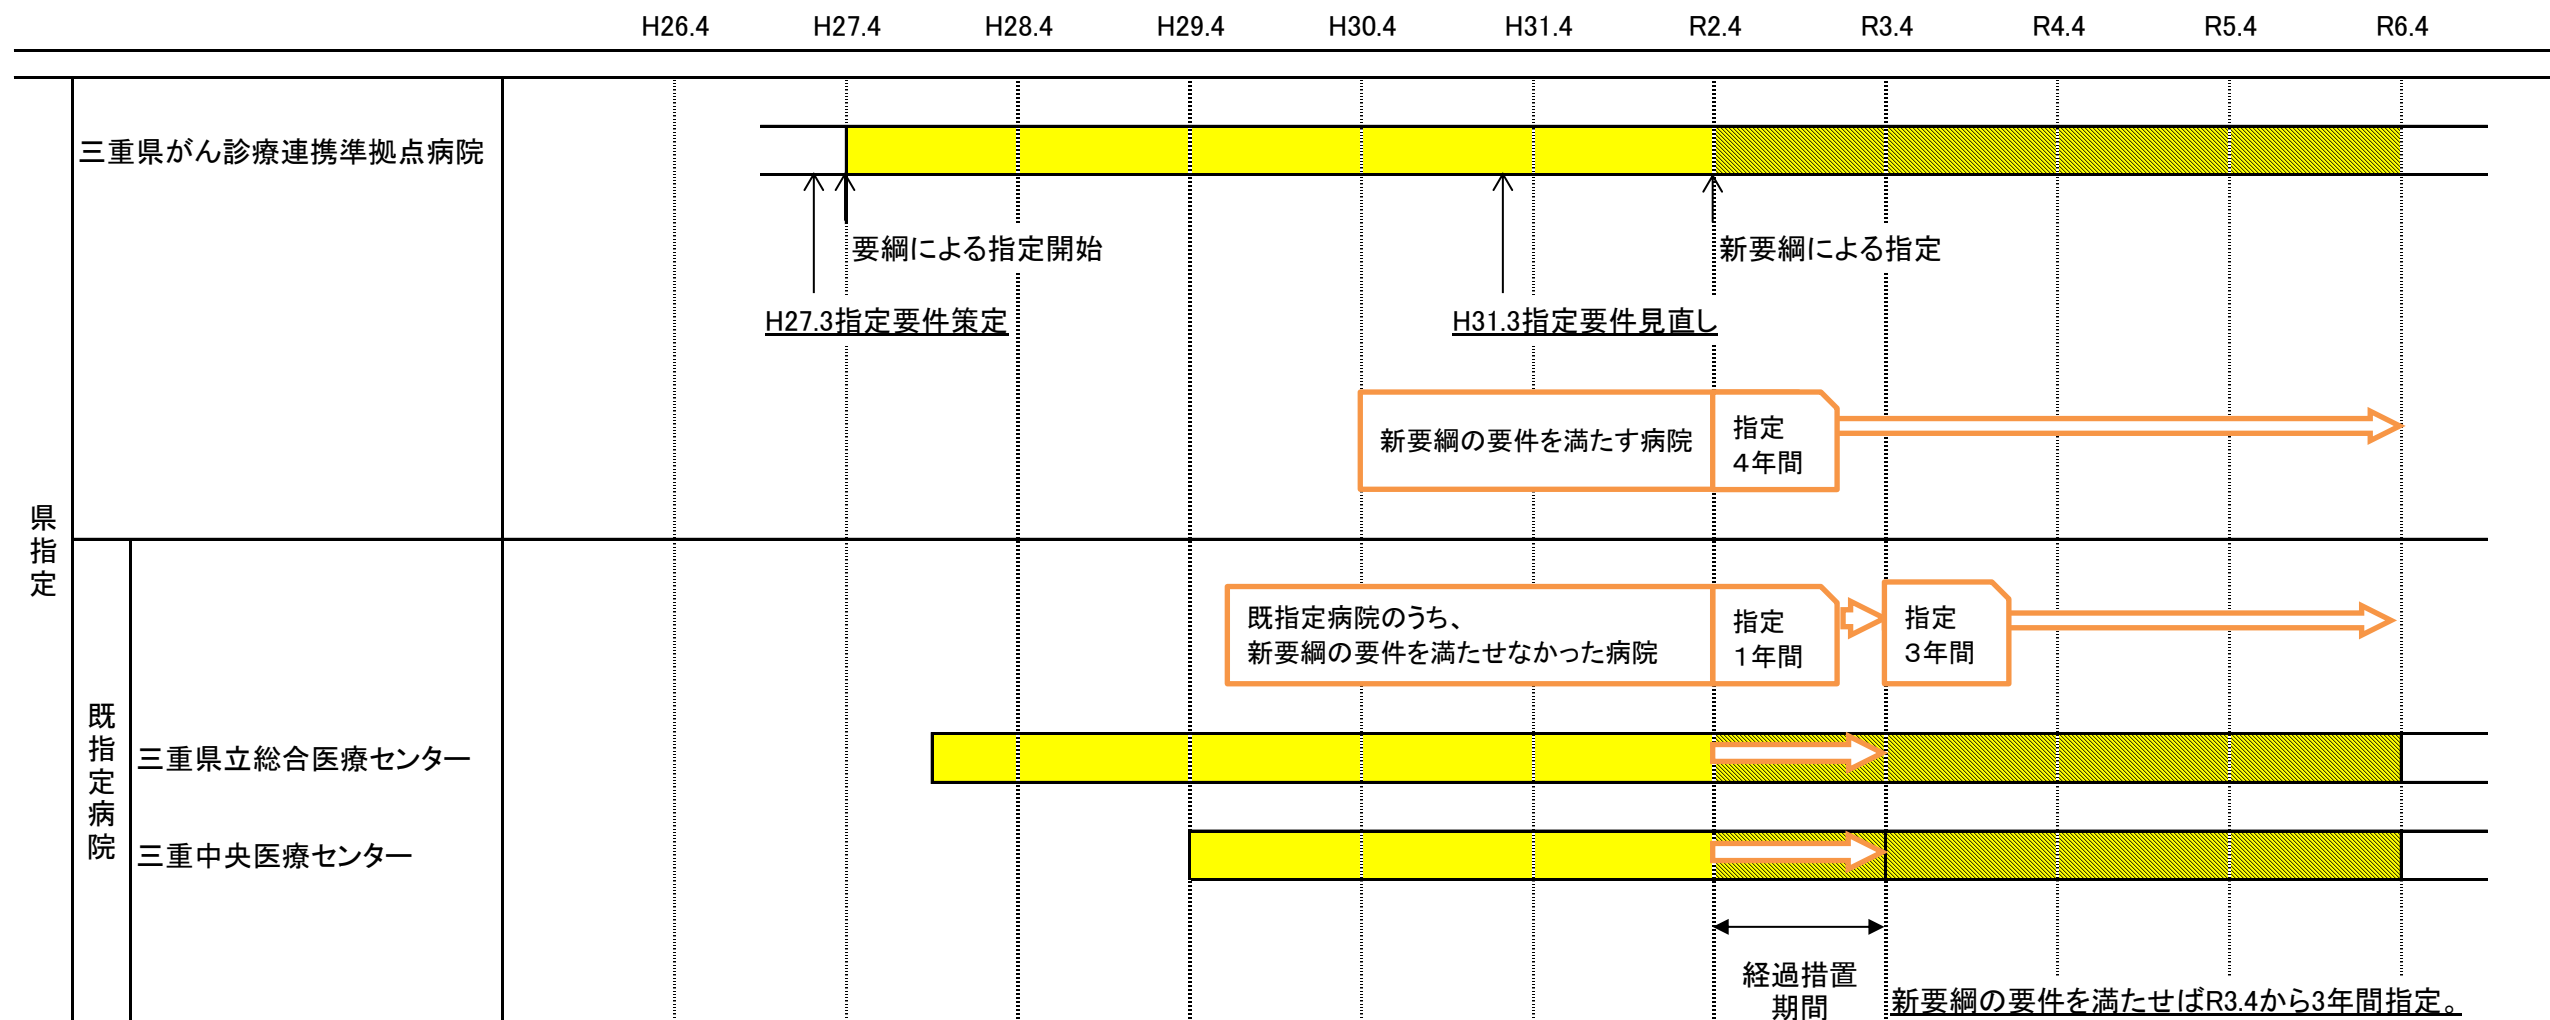 H26.4 H27.4 H28.4 H29.4 H30.4 H31.4 R2.4 R3.4 R4.4 R5.4 R6.4
三重県がん診療連携準拠点病院
要綱による指定開始
新要綱による指定
H27.3指定要件策定
H31.3指定要件見直し
新要綱の要件を満たす病院
指定
4年間
県指定
既指定病院のうち、
新要綱の要件を満たせなかった病院
指定
1年間
指定
3年間
既指定病院
三重県立総合医療センター
三重中央医療センター
経過措置
期間
新要綱の要件を満たせばR3.4から3年間指定。